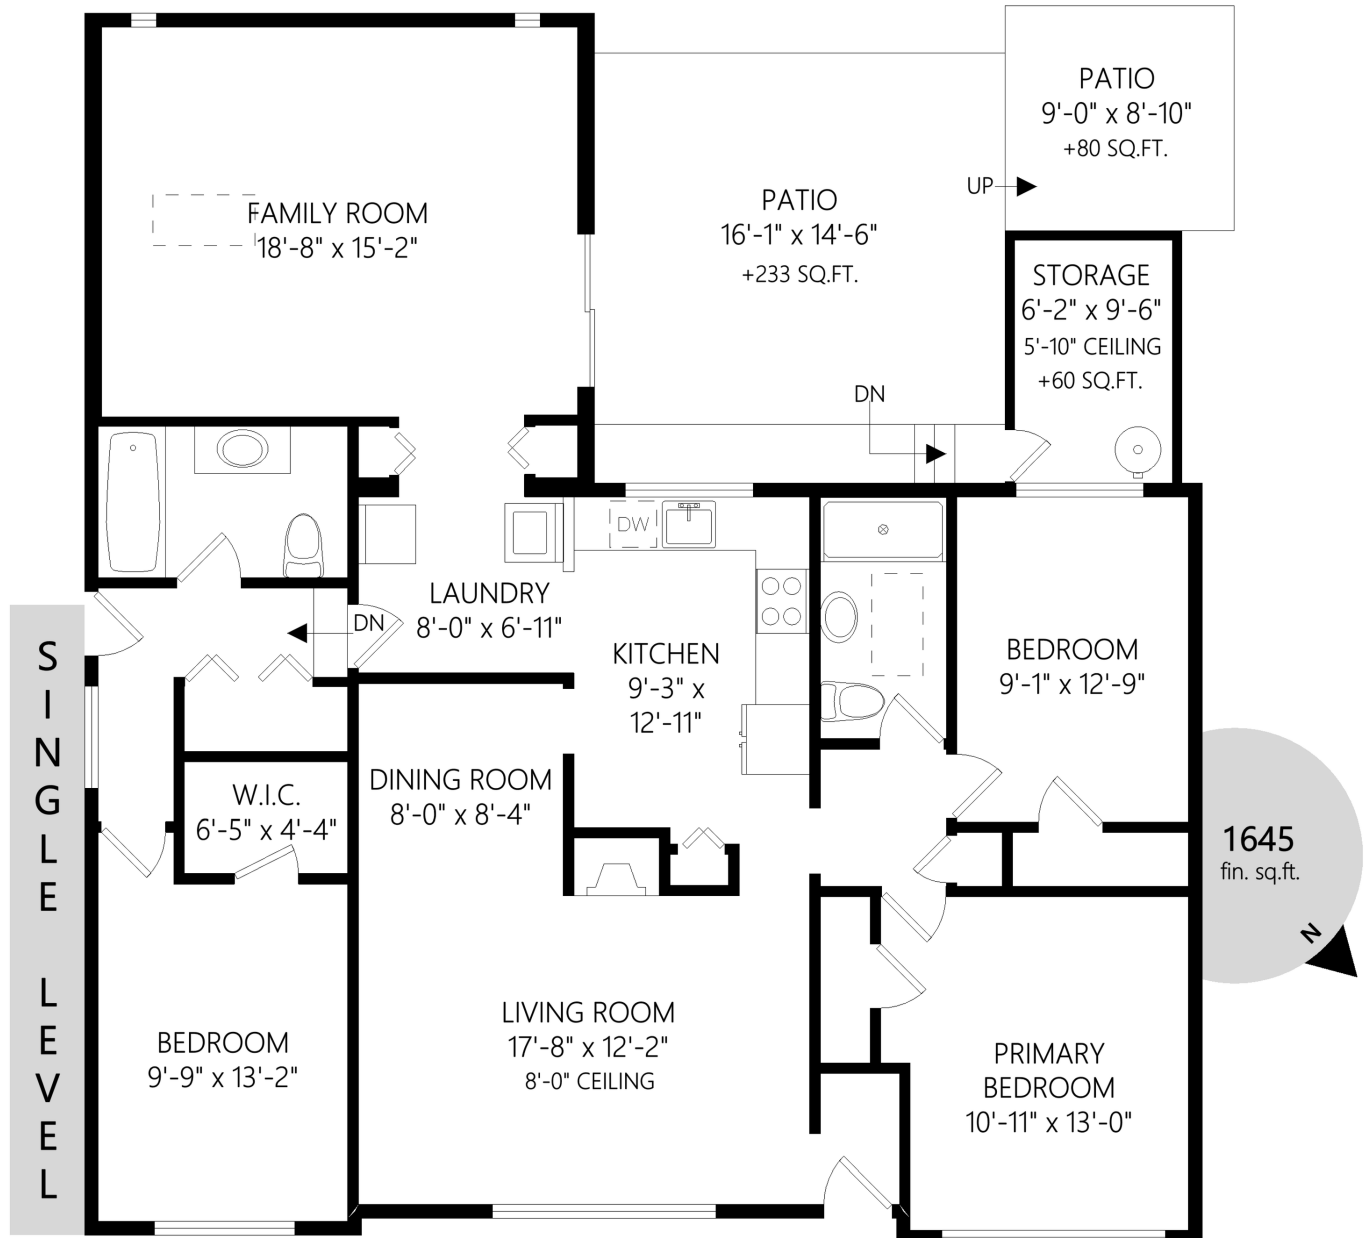 PATIO
9'-0" x 8'-10"
+80 SQ.FT.
UP
PATIO
16'-1" x 14'-6"
+233 SQ.FT.
FAMILY ROOM
18'-8" x 15'-2"
STORAGE
6'-2" x 9'-6"
5'-10" CEILING
+60 SQ.FT.
DN
DW
LAUNDRY
8'-0" x 6'-11"
DN
KITCHEN
9'-3" x
12'-11"
BEDROOM
9'-1" x 12'-9"
DINING ROOM
8'-0" x 8'-4"
W.I.C.
6'-5" x 4'-4"
1645
fin. sq.ft.
N
SINGLE LEVEL
LIVING ROOM
17'-8" x 12'-2"
8'-0" CEILING
BEDROOM
9'-9" x 13'-2"
PRIMARY
BEDROOM
10'-11" x 13'-0"